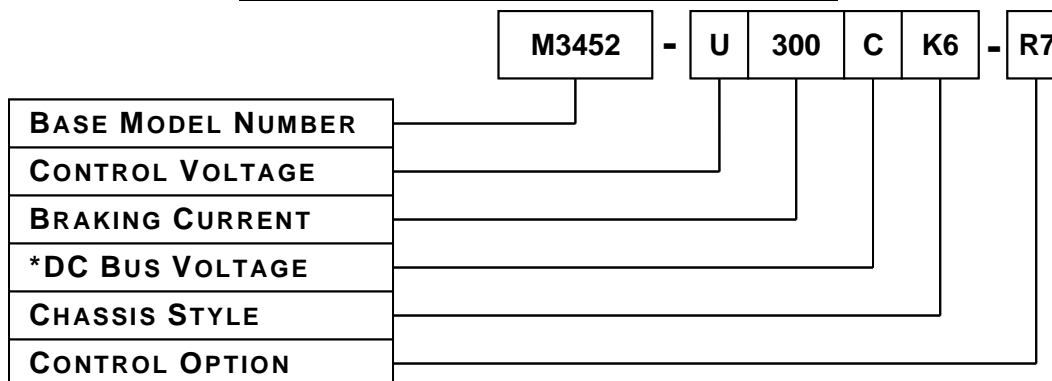 M3452 - U 300 C K6 - R7
BASE MODEL NUMBER
CONTROL VOLTAGE
BRAKING CURRENT
*DC BUS VOLTAGE
CHASSIS STYLE
CONTROL OPTION